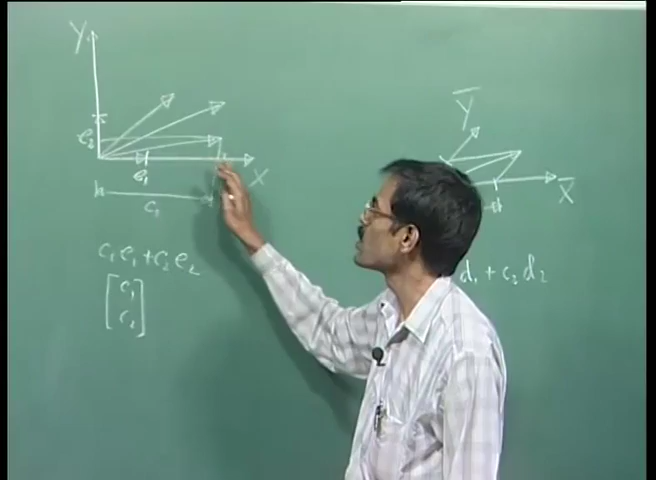 Y
e₂
e₁
X
c₁
c₁e₁+c₂e₂
[c₁
c₂]
Y̅
X̅
d₁+c₂d₂